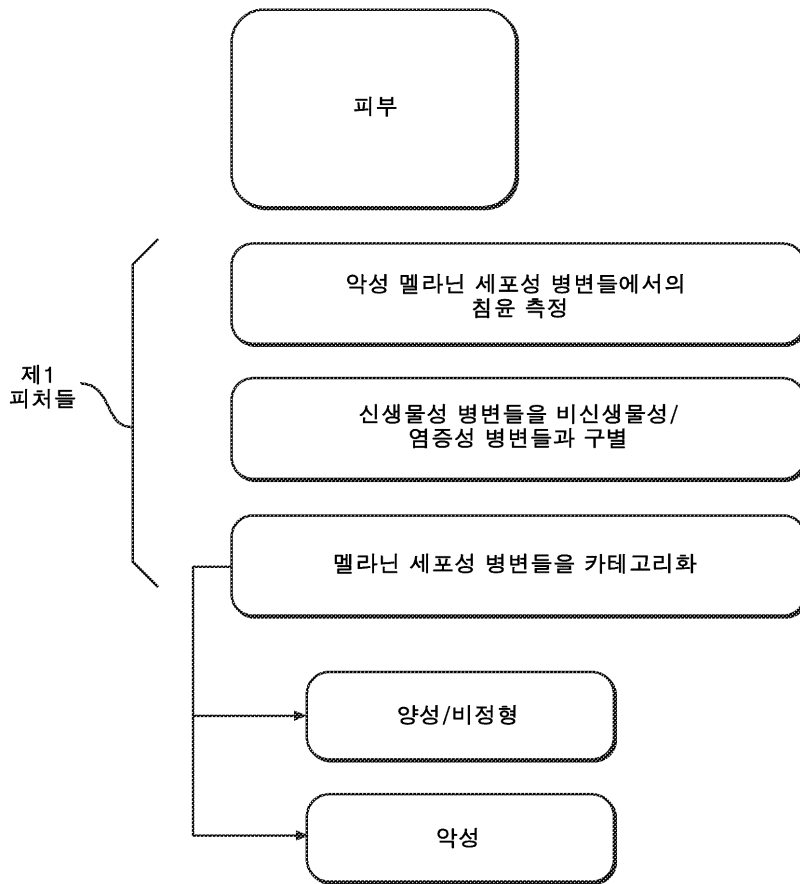 피부
악성 멜라닌 세포성 병변들에서의
침윤 측정
제1
피처들
신생물성 병변들을 비신생물성/
염증성 병변들과 구별
멜라닌 세포성 병변들을 카테고리화
양성/비정형
악성